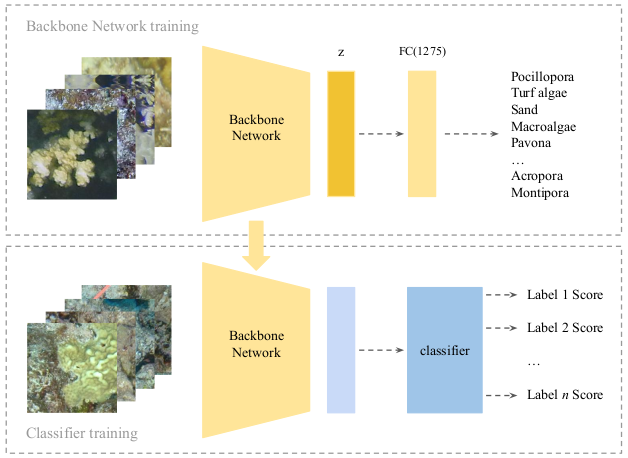 Backbone Network training
z
FC(1275)
Backbone
Network
Pocillopora
Turf algae
Sand
Macroalgae
Pavona
…
Acropora
Montipora
Backbone
Network
classifier
Label 1 Score
Label 2 Score
…
Label n Score
Classifier training